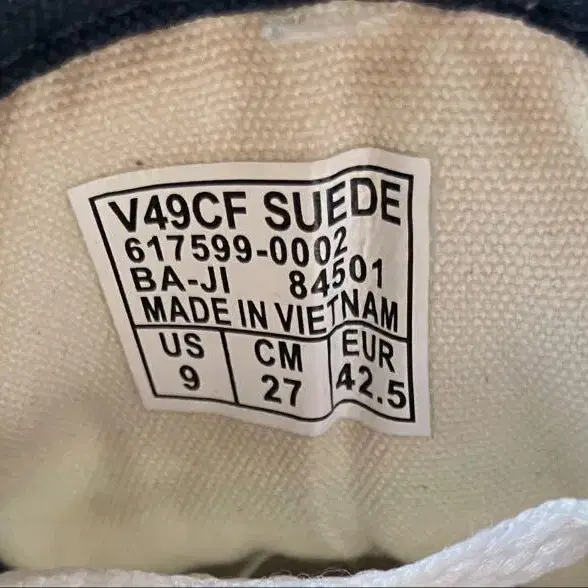 V49CF SUEDE
617599-0002
BA-JI 84501
MADE IN VIETNAM
US CM EUR
9 27 42.5